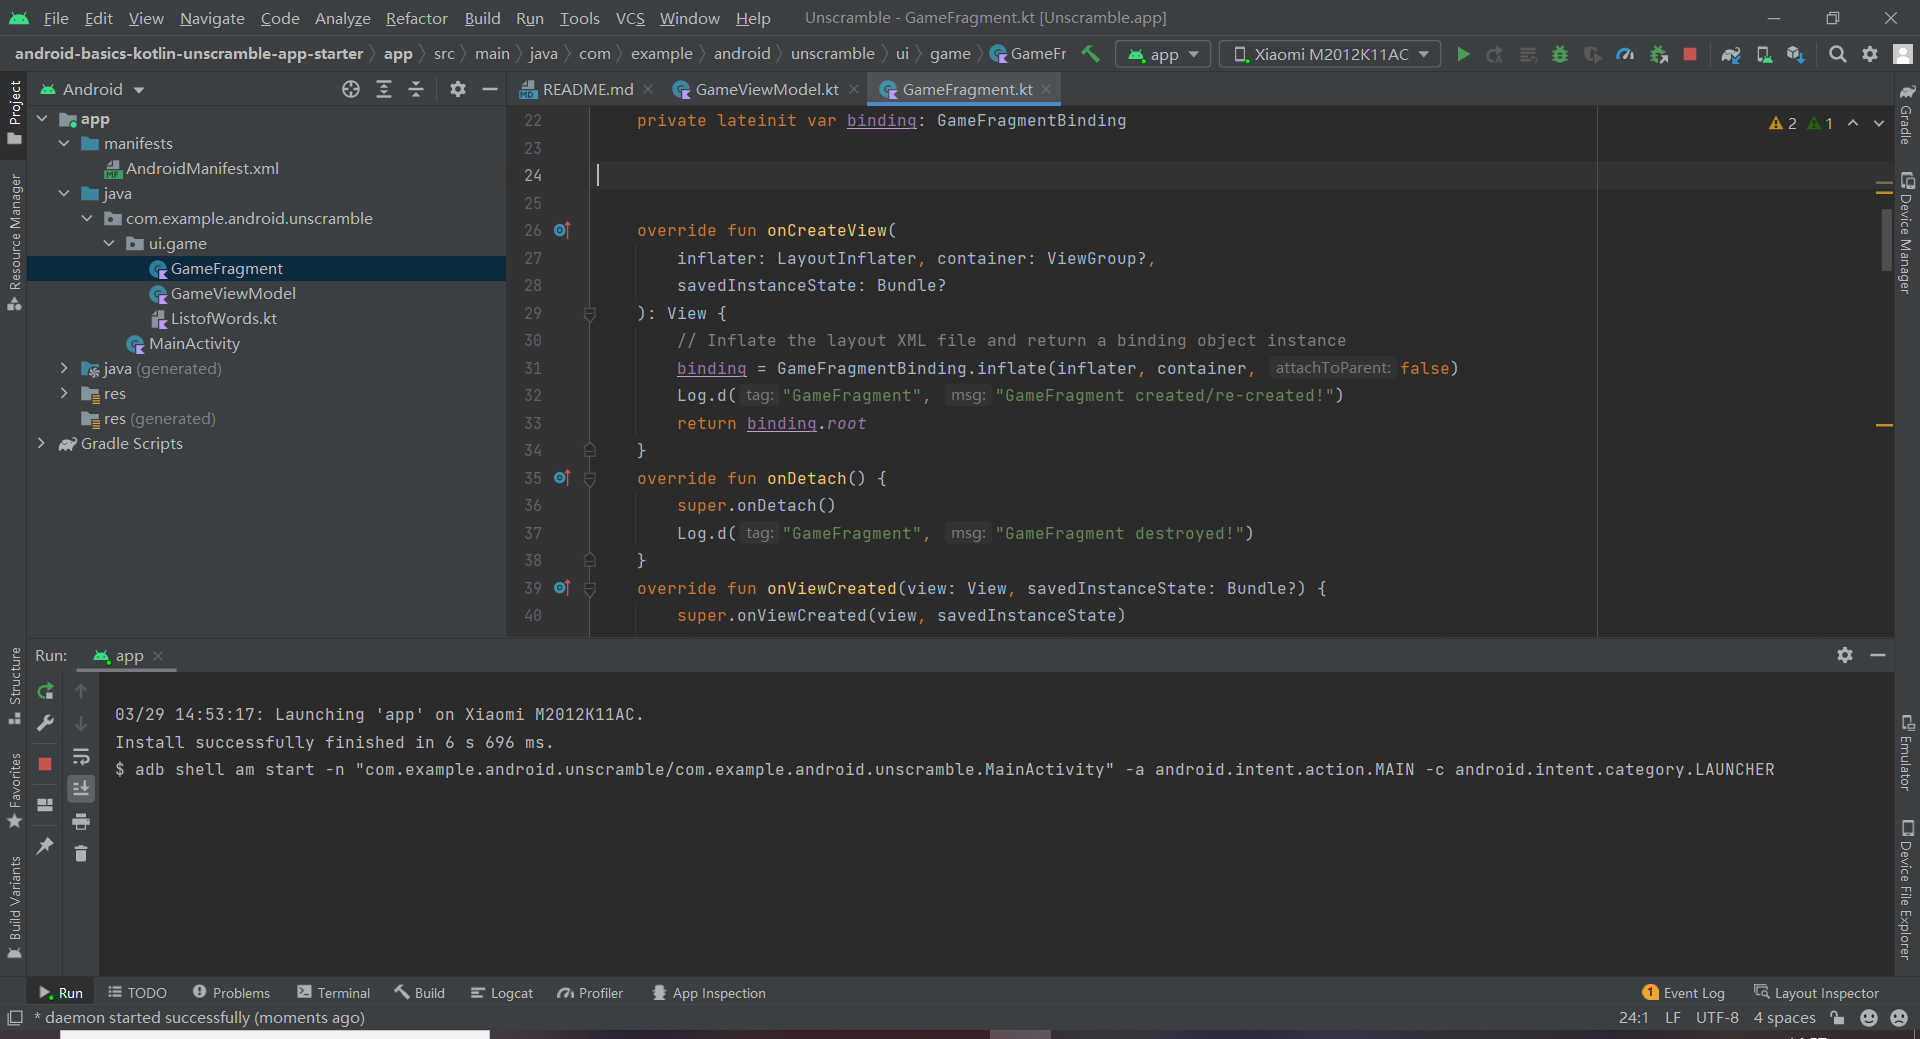 File Edit View Navigate Code Analyze Refactor Build Run Tools VCS Window Help Unscramble - GameFragment.kt [Unscramble.app]
android-basics-kotlin-unscramble-app-starter app src main java com example android unscramble ui game GameFr app Xiaomi M2012K11AC
Android
README.md GameViewModel.kt GameFragment.kt
Project
Resource Manager
Structure
Favorites
Build Variants
app
manifests
AndroidManifest.xml
java
com.example.android.unscramble
ui.game
GameFragment
GameViewModel
ListofWords.kt
MainActivity
java (generated)
res
res (generated)
Gradle Scripts
2 1
22 private lateinit var binding: GameFragmentBinding
23
24
25
26 override fun onCreateView(
27 inflater: LayoutInflater, container: ViewGroup?,
28 savedInstanceState: Bundle?
29 ): View {
30 // Inflate the layout XML file and return a binding object instance
31 binding = GameFragmentBinding.inflate(inflater, container, attachToParent: false)
32 Log.d( tag: "GameFragment", msg: "GameFragment created/re-created!")
33 return binding.root
34 }
35 override fun onDetach() {
36 super.onDetach()
37 Log.d( tag: "GameFragment", msg: "GameFragment destroyed!")
38 }
39 override fun onViewCreated(view: View, savedInstanceState: Bundle?) {
40 super.onViewCreated(view, savedInstanceState)
Gradle
Device Manager
Emulator
Device File Explorer
Run: app
03/29 14:53:17: Launching 'app' on Xiaomi M2012K11AC.
Install successfully finished in 6 s 696 ms.
$ adb shell am start -n "com.example.android.unscramble/com.example.android.unscramble.MainActivity" -a android.intent.action.MAIN -c android.intent.category.LAUNCHER
Run TODO Problems Terminal Build Logcat Profiler App Inspection 1 Event Log Layout Inspector
* daemon started successfully (moments ago) 24:1 LF UTF-8 4 spaces